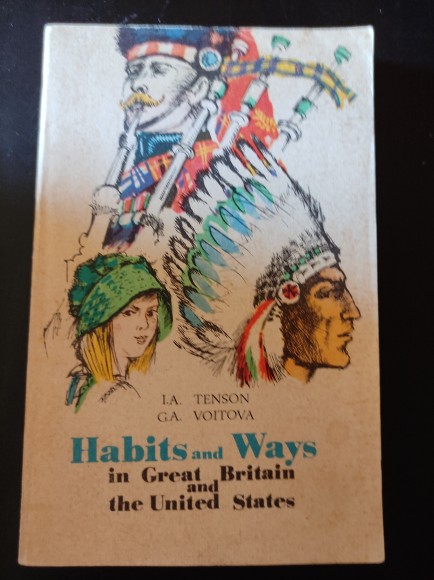 I.A. TENSON
G.A. VOITOVA
Habits and Ways
in Great Britain
and
the United States